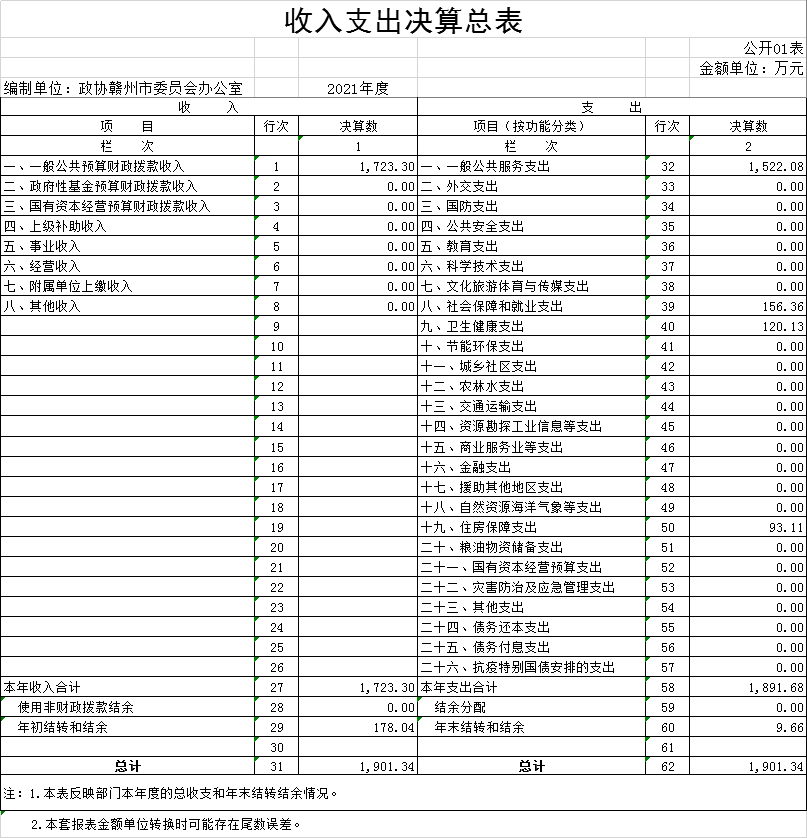 收入支出决算总表
公开01表
金额单位：万元
编制单位：政协赣州市委员会办公室 2021年度
收 入 支 出
项 目 行次 决算数 项目（按功能分类） 行次 决算数
栏 次 1 栏 次 2
一、一般公共预算财政拨款收入 1 1,723.30 一、一般公共服务支出 32 1,522.08
二、政府性基金预算财政拨款收入 2 0.00 二、外交支出 33 0.00
三、国有资本经营预算财政拨款收入 3 0.00 三、国防支出 34 0.00
四、上级补助收入 4 0.00 四、公共安全支出 35 0.00
五、事业收入 5 0.00 五、教育支出 36 0.00
六、经营收入 6 0.00 六、科学技术支出 37 0.00
七、附属单位上缴收入 7 0.00 七、文化旅游体育与传媒支出 38 0.00
八、其他收入 8 0.00 八、社会保障和就业支出 39 156.36
9 九、卫生健康支出 40 120.13
10 十、节能环保支出 41 0.00
11 十一、城乡社区支出 42 0.00
12 十二、农林水支出 43 0.00
13 十三、交通运输支出 44 0.00
14 十四、资源勘探工业信息等支出 45 0.00
15 十五、商业服务业等支出 46 0.00
16 十六、金融支出 47 0.00
17 十七、援助其他地区支出 48 0.00
18 十八、自然资源海洋气象等支出 49 0.00
19 十九、住房保障支出 50 93.11
20 二十、粮油物资储备支出 51 0.00
21 二十一、国有资本经营预算支出 52 0.00
22 二十二、灾害防治及应急管理支出 53 0.00
23 二十三、其他支出 54 0.00
24 二十四、债务还本支出 55 0.00
25 二十五、债务付息支出 56 0.00
26 二十六、抗疫特别国债安排的支出 57 0.00
本年收入合计 27 1,723.30 本年支出合计 58 1,891.68
使用非财政拨款结余 28 0.00 结余分配 59 0.00
年初结转和结余 29 178.04 年末结转和结余 60 9.66
30 61
总计 31 1,901.34 总计 62 1,901.34
注：1.本表反映部门本年度的总收支和年末结转结余情况。
2.本套报表金额单位转换时可能存在尾数误差。